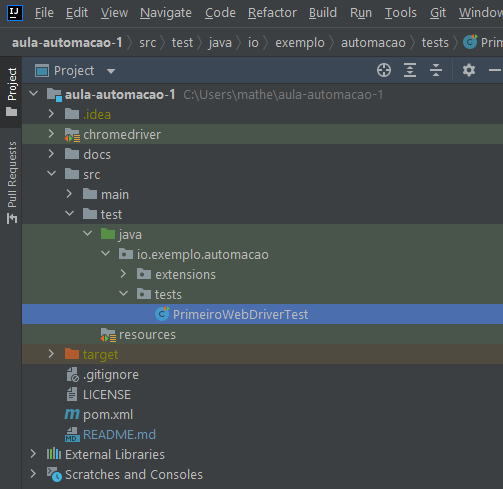 IJ File Edit View Navigate Code Refactor Build Run Tools Git Window
aula-automacao-1 src test java io exemplo automacao tests Prim
Project
Project
Pull Requests
aula-automacao-1 C:\Users\mathe\aula-automacao-1
.idea
chromedriver
docs
src
main
test
java
io.exemplo.automacao
extensions
tests
PrimeiroWebDriverTest
resources
target
.gitignore
LICENSE
pom.xml
README.md
External Libraries
Scratches and Consoles